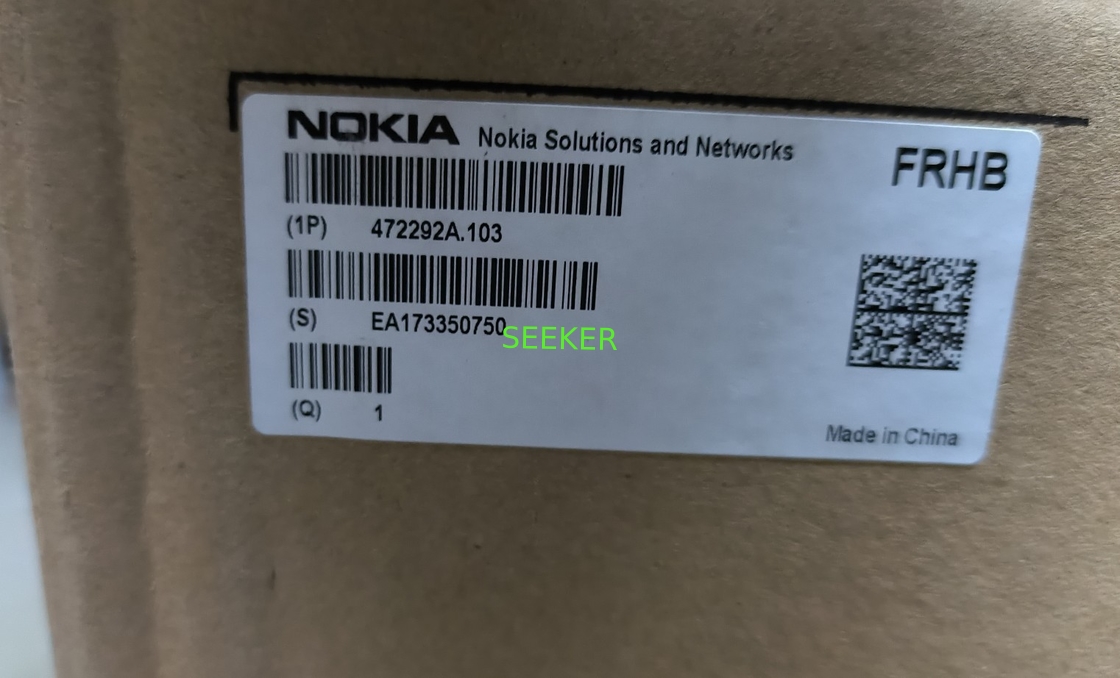 NOKIA Nokia Solutions and Networks
FRHB
(1P) 472292A.103
(S) EA173350750
SEEKER
(Q) 1
Made in China